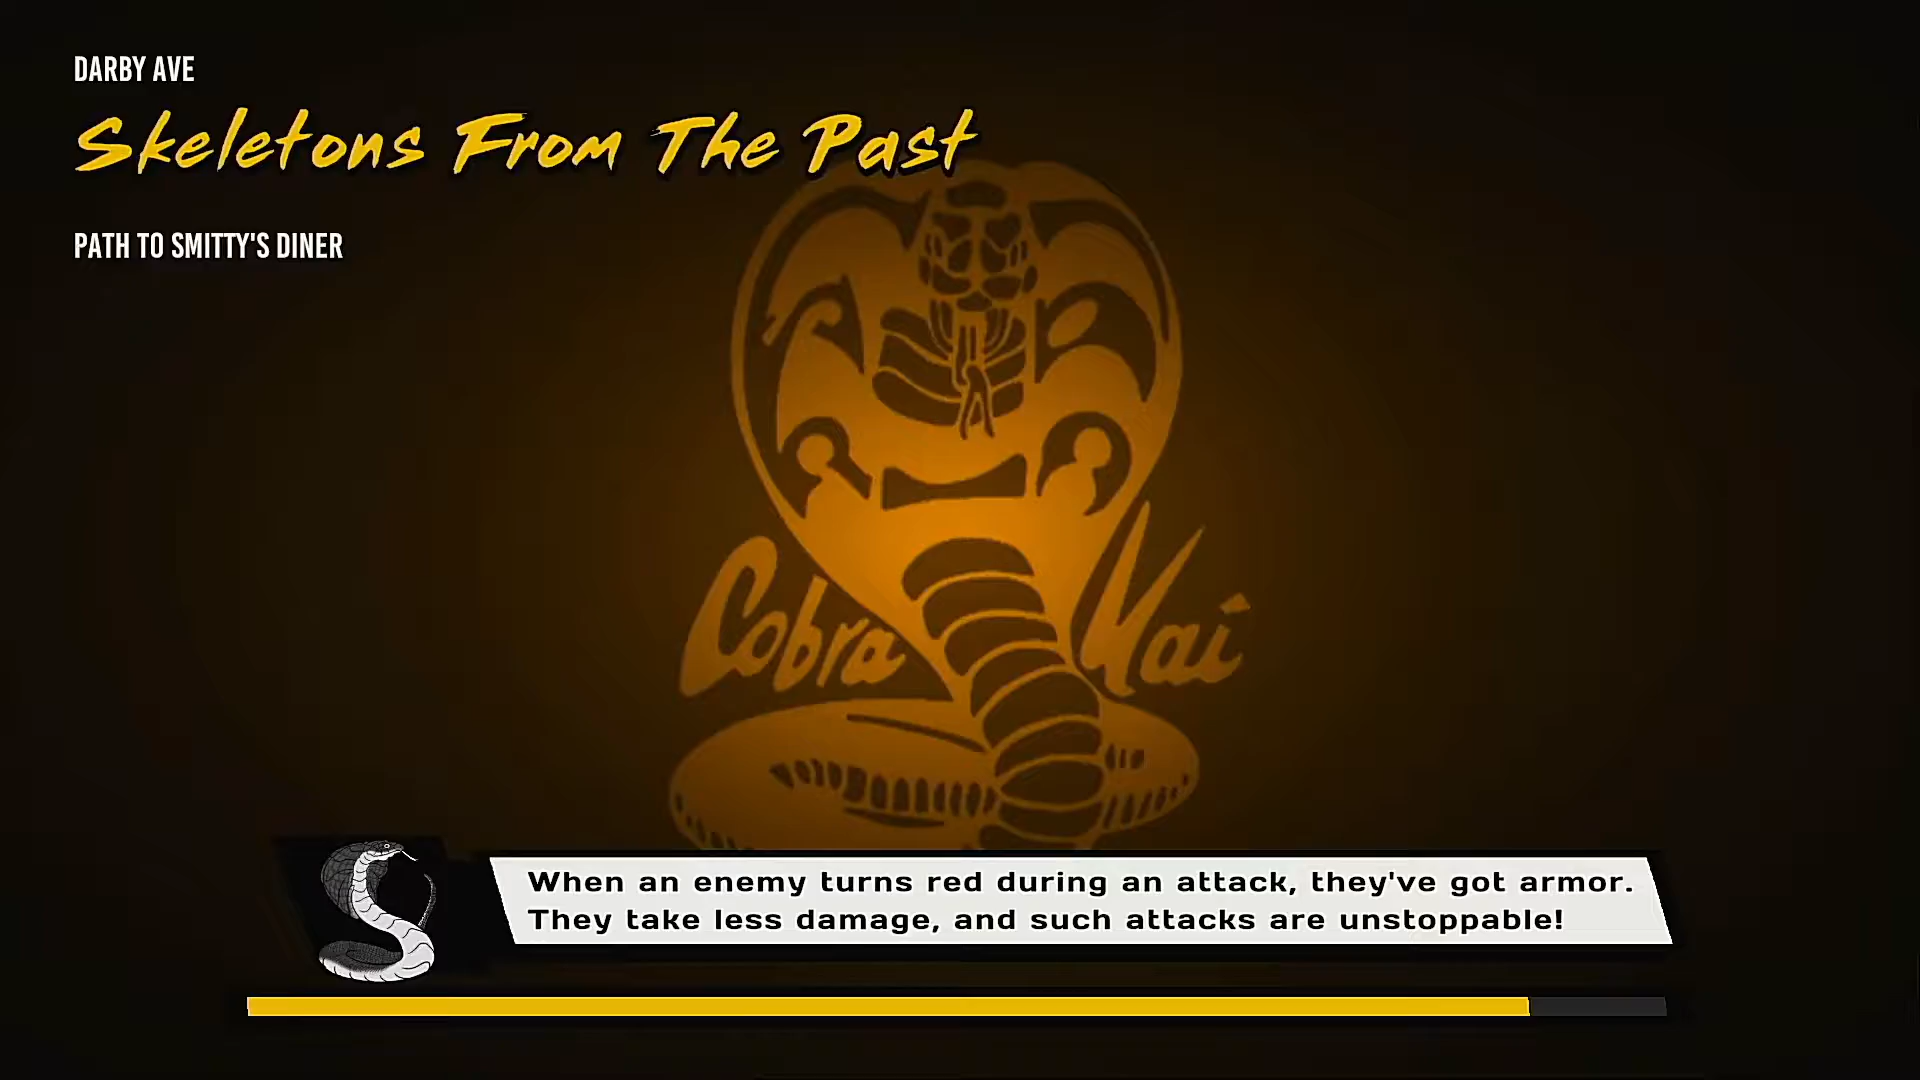 DARBY AVE
Skeletons From The Past
PATH TO SMITTY'S DINER
Cobra Kai
When an enemy turns red during an attack, they've got armor.
They take less damage, and such attacks are unstoppable!